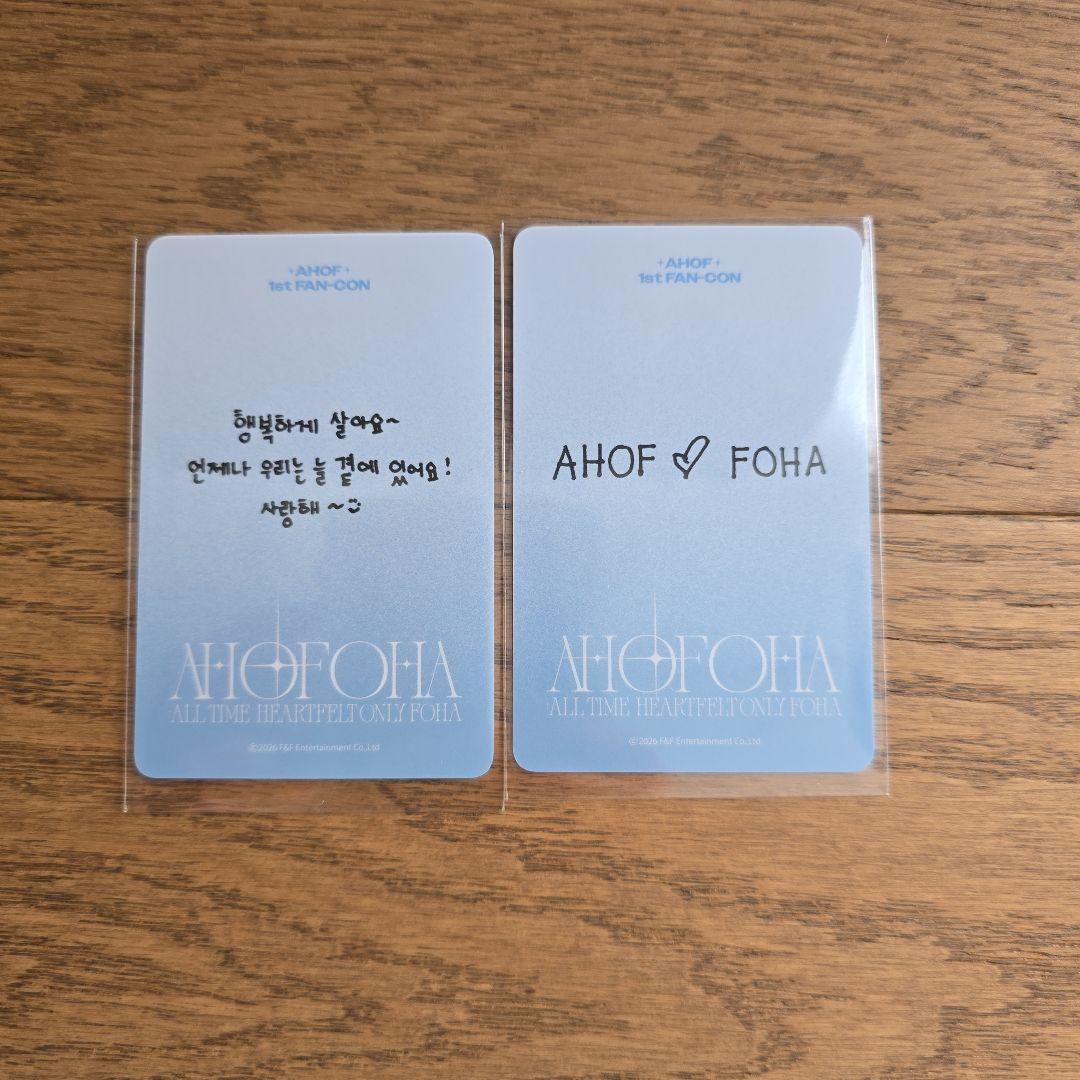 AHOF
1st FAN-CON
행복하게 살아요~
언제나 우리는 늘 곁에 있어요!
사랑해 ~
AHOFOHA
ALL TIME HEARTFELT ONLY FOHA
ⓒ2026 F&F Entertainment Co.,Ltd
AHOF
1st FAN-CON
AHOF ♡ FOHA
AHOFOHA
ALL TIME HEARTFELT ONLY FOHA
ⓒ2026 F&F Entertainment Co.,Ltd